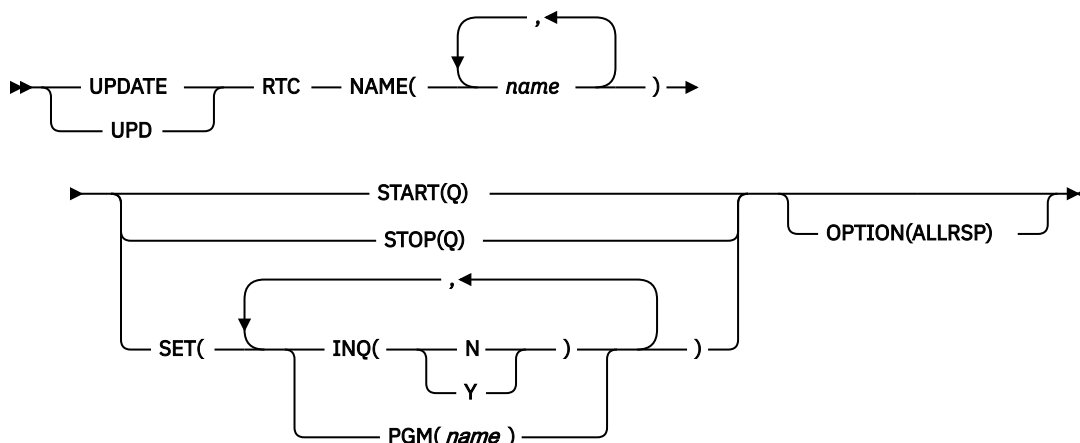 ,
UPDATE RTC NAME( name )
UPD
START(Q)
STOP(Q) OPTION(ALLRSP)
,
SET( INQ( N ) )
Y
PGM( name )